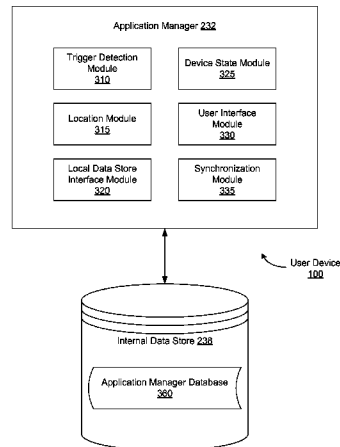 Application Manager 232
Trigger Detection
Module
310
Device State Module
325
Location Module
315
User Interface
Module
330
Local Data Store
Interface Module
320
Synchronization
Module
335
User Device
100
Internal Data Store 238
Application Manager Database
360